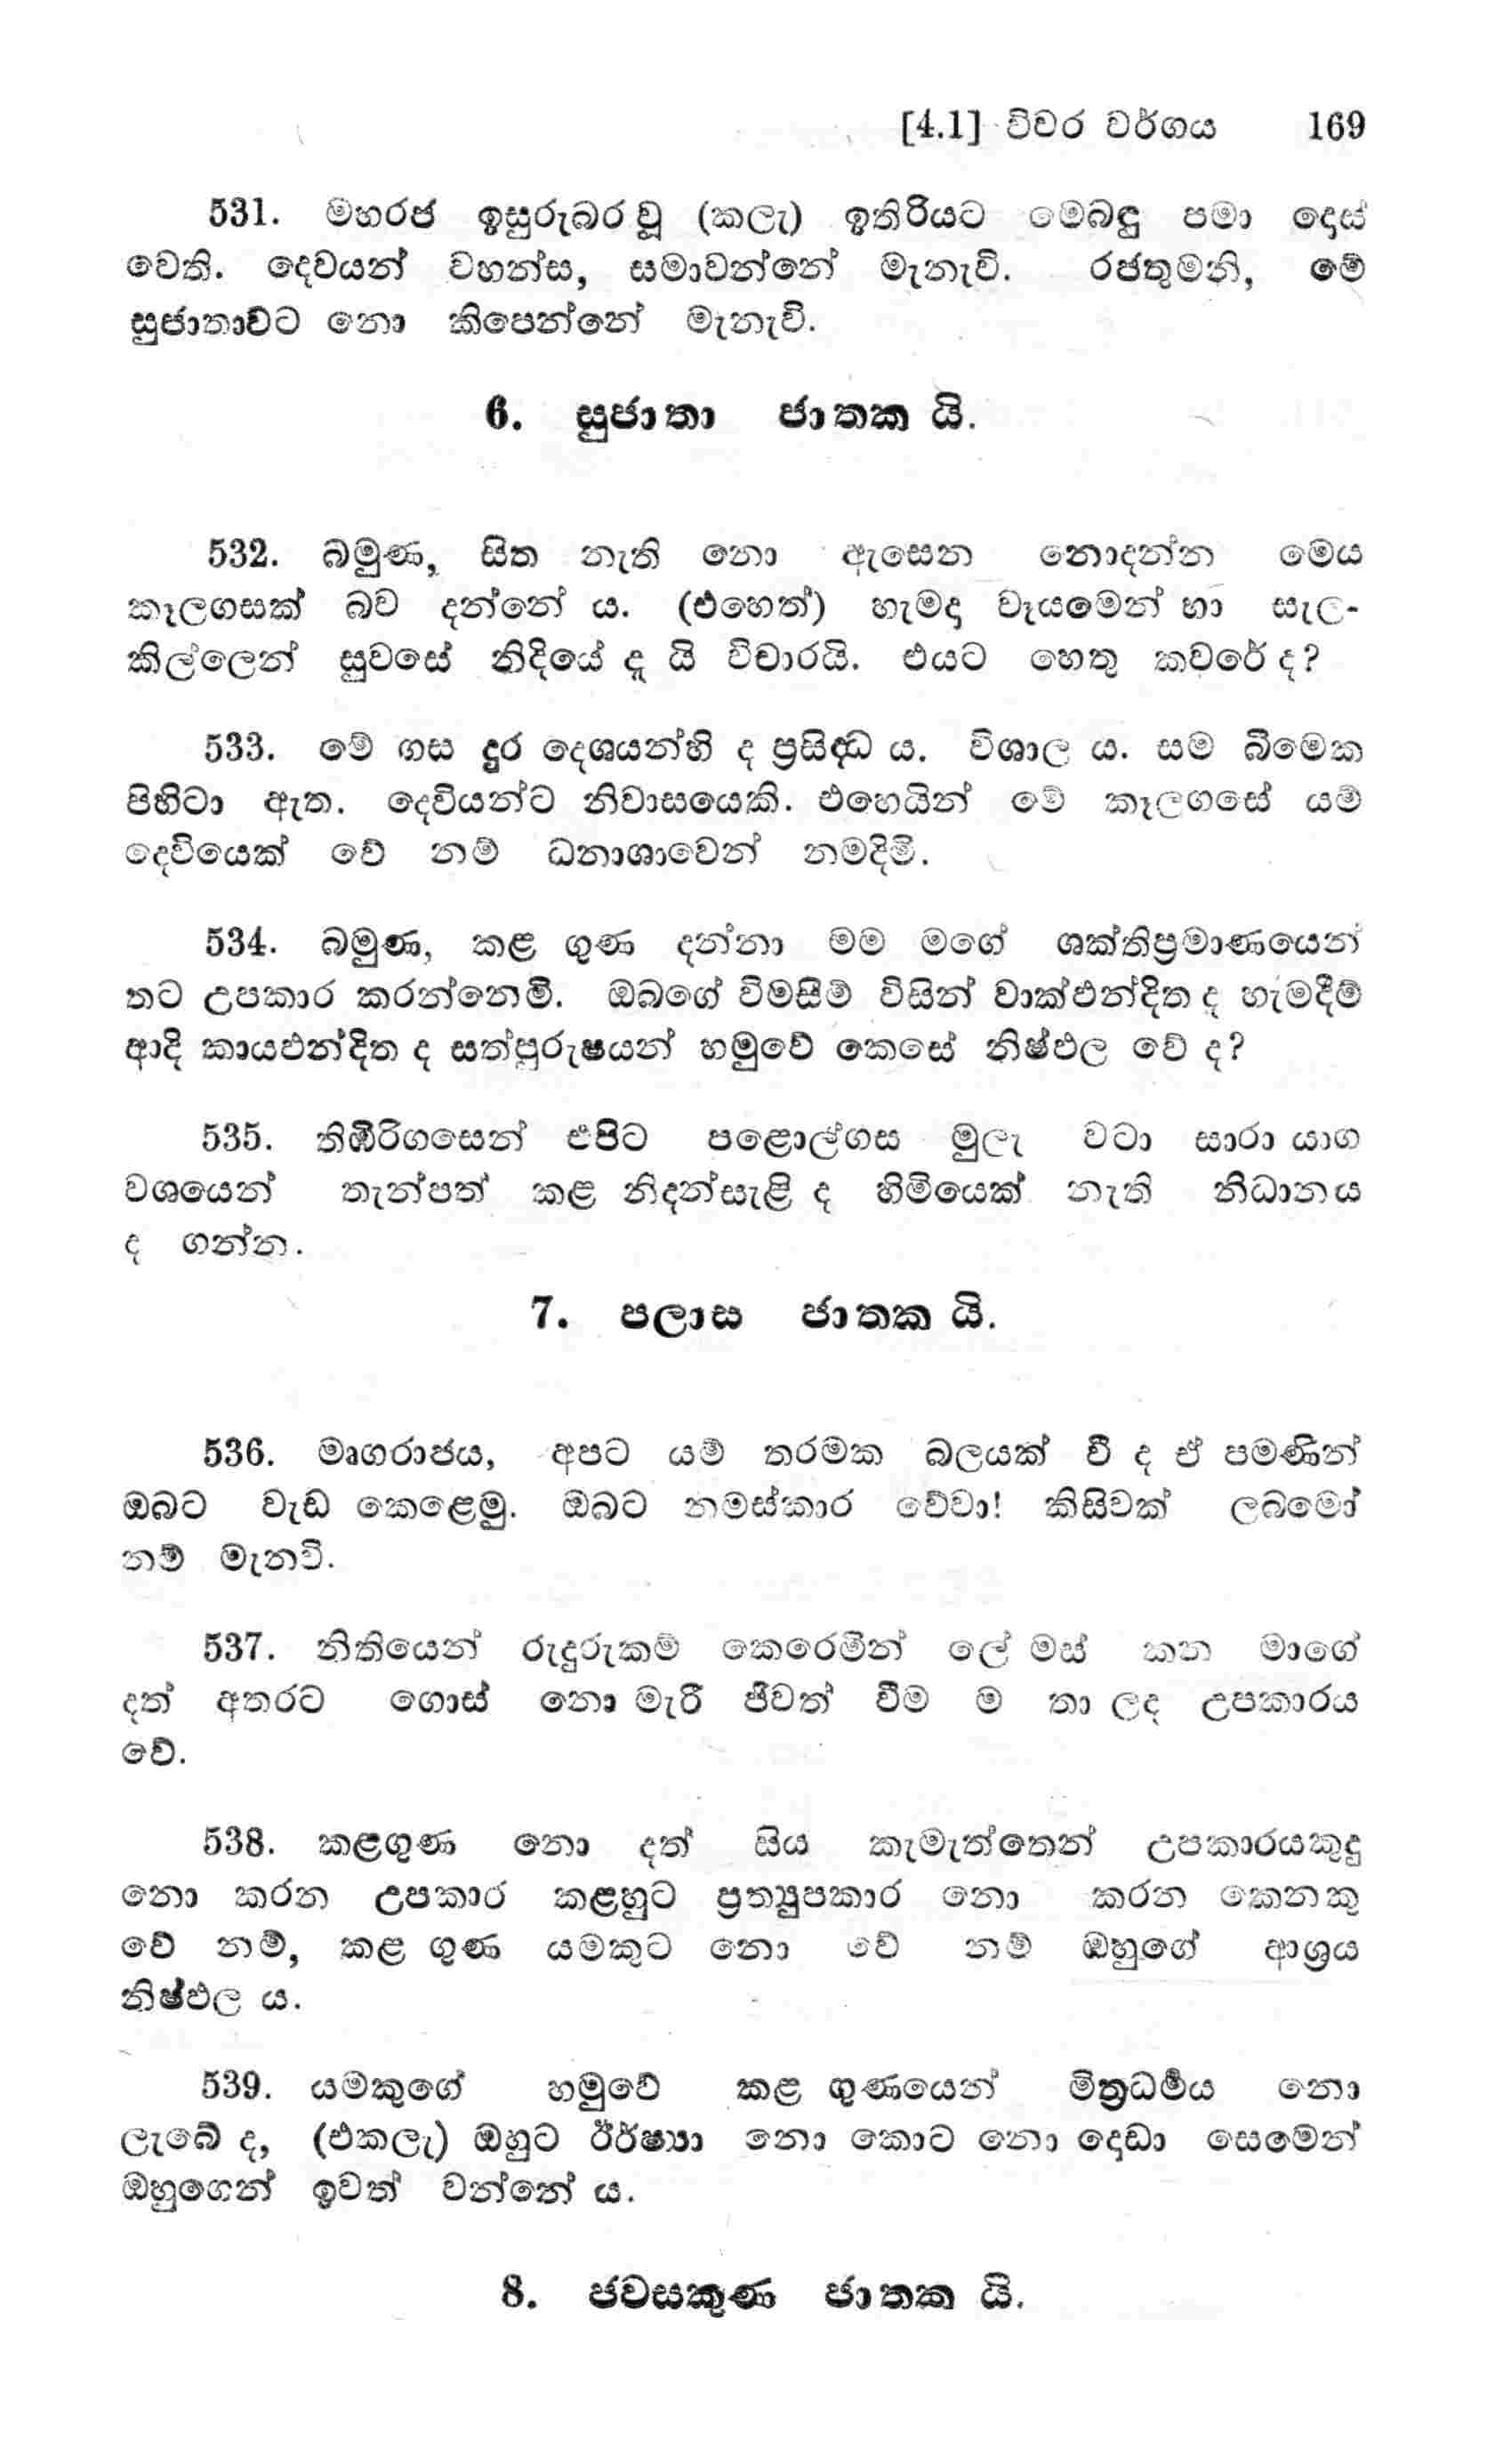 [4.1] විවර වර්ගය 169
531. මහරජ ඉසුරුබර වූ (කලැ) ඉතිරියට මෙබඳු පමා දොස්
වෙති. දෙවයන් වහන්ස, සමාවන්නේ මැනැවි. රජතුමනි, මේ
සුජාතාවට නො කිපෙන්නේ මැනැවි.
6. සුජාතා ජාතක යි.
532. බමුණ, සිත නැති නො ඇසෙන නොදන්න මෙය
කෑලගසක් බව දන්නේ ය. (එහෙත්) හැමදා වෑයමෙන් හා සැල-
කිල්ලෙන් සුවසේ නිදියේ දැ යි විචාරයි. එයට හෙතු කවරේ ද?
533. මේ ගස දුර දෙශයන්හි ද ප්‍රසිද්ධ ය. විශාල ය. සම බිමෙක
පිහිටා ඇත. දෙවියන්ට නිවාසයෙකි. එහෙයින් මේ කෑලගසේ යම්
දෙවියෙක් වේ නම් ධනාශාවෙන් නමදිමි.
534. බමුණ, කළ ගුණ දන්නා මම මගේ ශක්තිප්‍රමාණයෙන්
තට උපකාර කරන්නෙමි. ඔබගේ විමසීම් විසින් වාක්ඵන්දිත ද හැමදීම්
ආදි කායඵන්දිත ද සත්පුරුෂයන් හමුවේ කෙසේ නිෂ්ඵල වේ ද?
535. තිඹිරිගසෙන් එපිට පළොල්ගස මුලැ වටා සාරා යාග
වශයෙන් තැන්පත් කළ නිදන්සැළි ද හිමියෙක් නැති නිධානය
ද ගන්න.
7. පලාස ජාතක යි.
536. මෘගරාජය, අපට යම් තරමක බලයක් වී ද ඒ පමණින්
ඔබට වැඩ කෙළෙමු. ඔබට නමස්කාර වේවා! කිසිවක් ලබමෝ
නම් මැනවි.
537. නිතියෙන් රුදුරුකම් කෙරෙමින් ලේ මස් කන මාගේ
දත් අතරට ගොස් නො මැරී ජීවත් වීම ම තා ලද උපකාරය
වේ.
538. කළගුණ නො දත් සිය කැමැත්තෙන් උපකාරයකුදු
නො කරන උපකාර කළහුට ප්‍රත්‍යුපකාර නො කරන කෙනකු
වේ නම්, කළ ගුණ යමකුට නො වේ නම් ඔහුගේ ආශ්‍රය
නිෂ්ඵල ය.
539. යමකුගේ හමුවේ කළ ගුණයෙන් මිත්‍රධර්‍මය නො
ලැබේ ද, (එකලැ) ඔහුට ඊර්ෂ්‍යා නො කොට නො දොඩා සෙමෙන්
ඔහුගෙන් ඉවත් වන්නේ ය.
8. ජවසකුණ ජාතක යි.